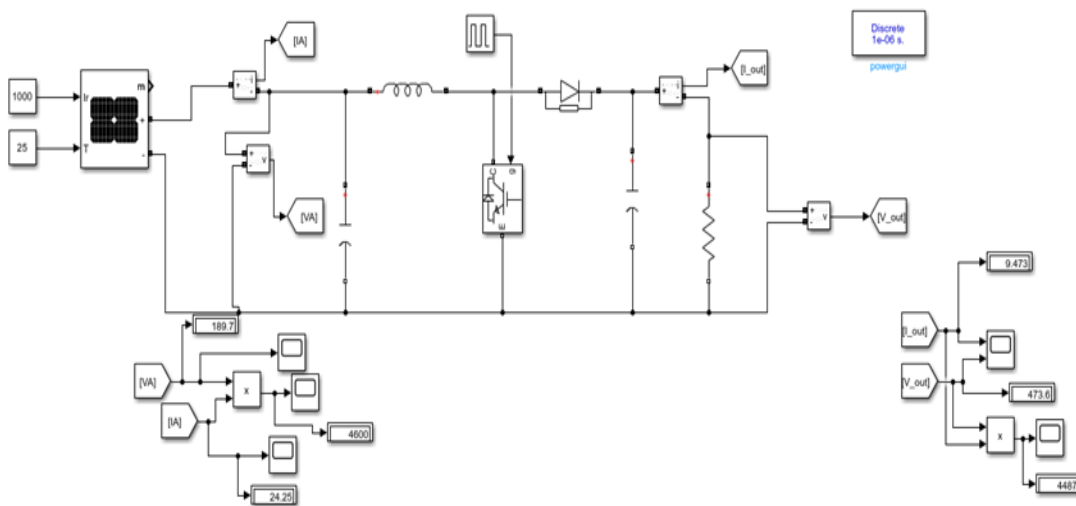 [IA]
Discrete
1e-06 s.
powergui
[I_out]
1000
Ir
m
+
i
-
+
i
-
25
T
+
-
+
-
v
C
g
E
[VA]
+
-
v
[V_out]
189.7
9.473
[VA]
x
[I_out]
[IA]
4600
[V_out]
473.6
x
24.25
4487